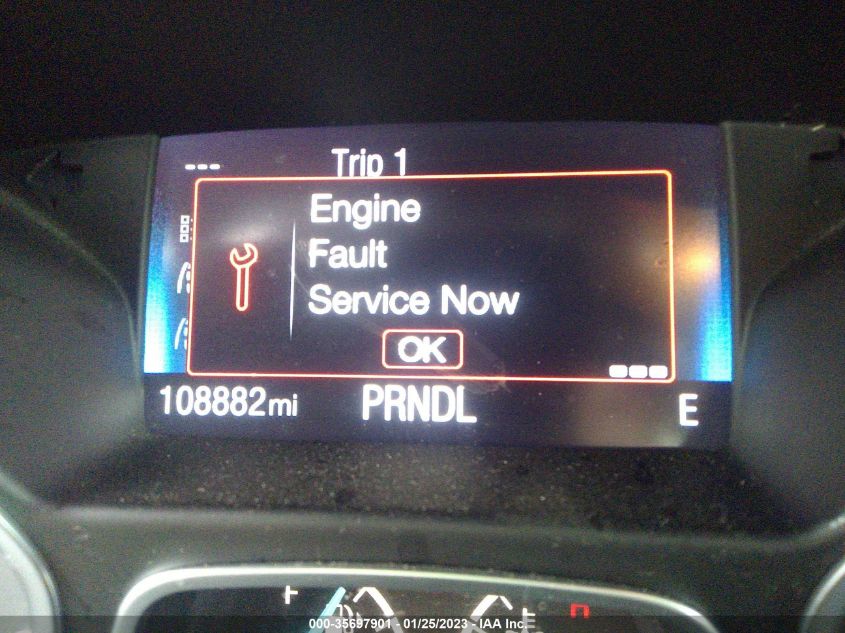 Trip 1
Engine
Fault
Service Now
OK
108882mi PRNDL E
000-35697901 - 01/25/2023 - IAA Inc.